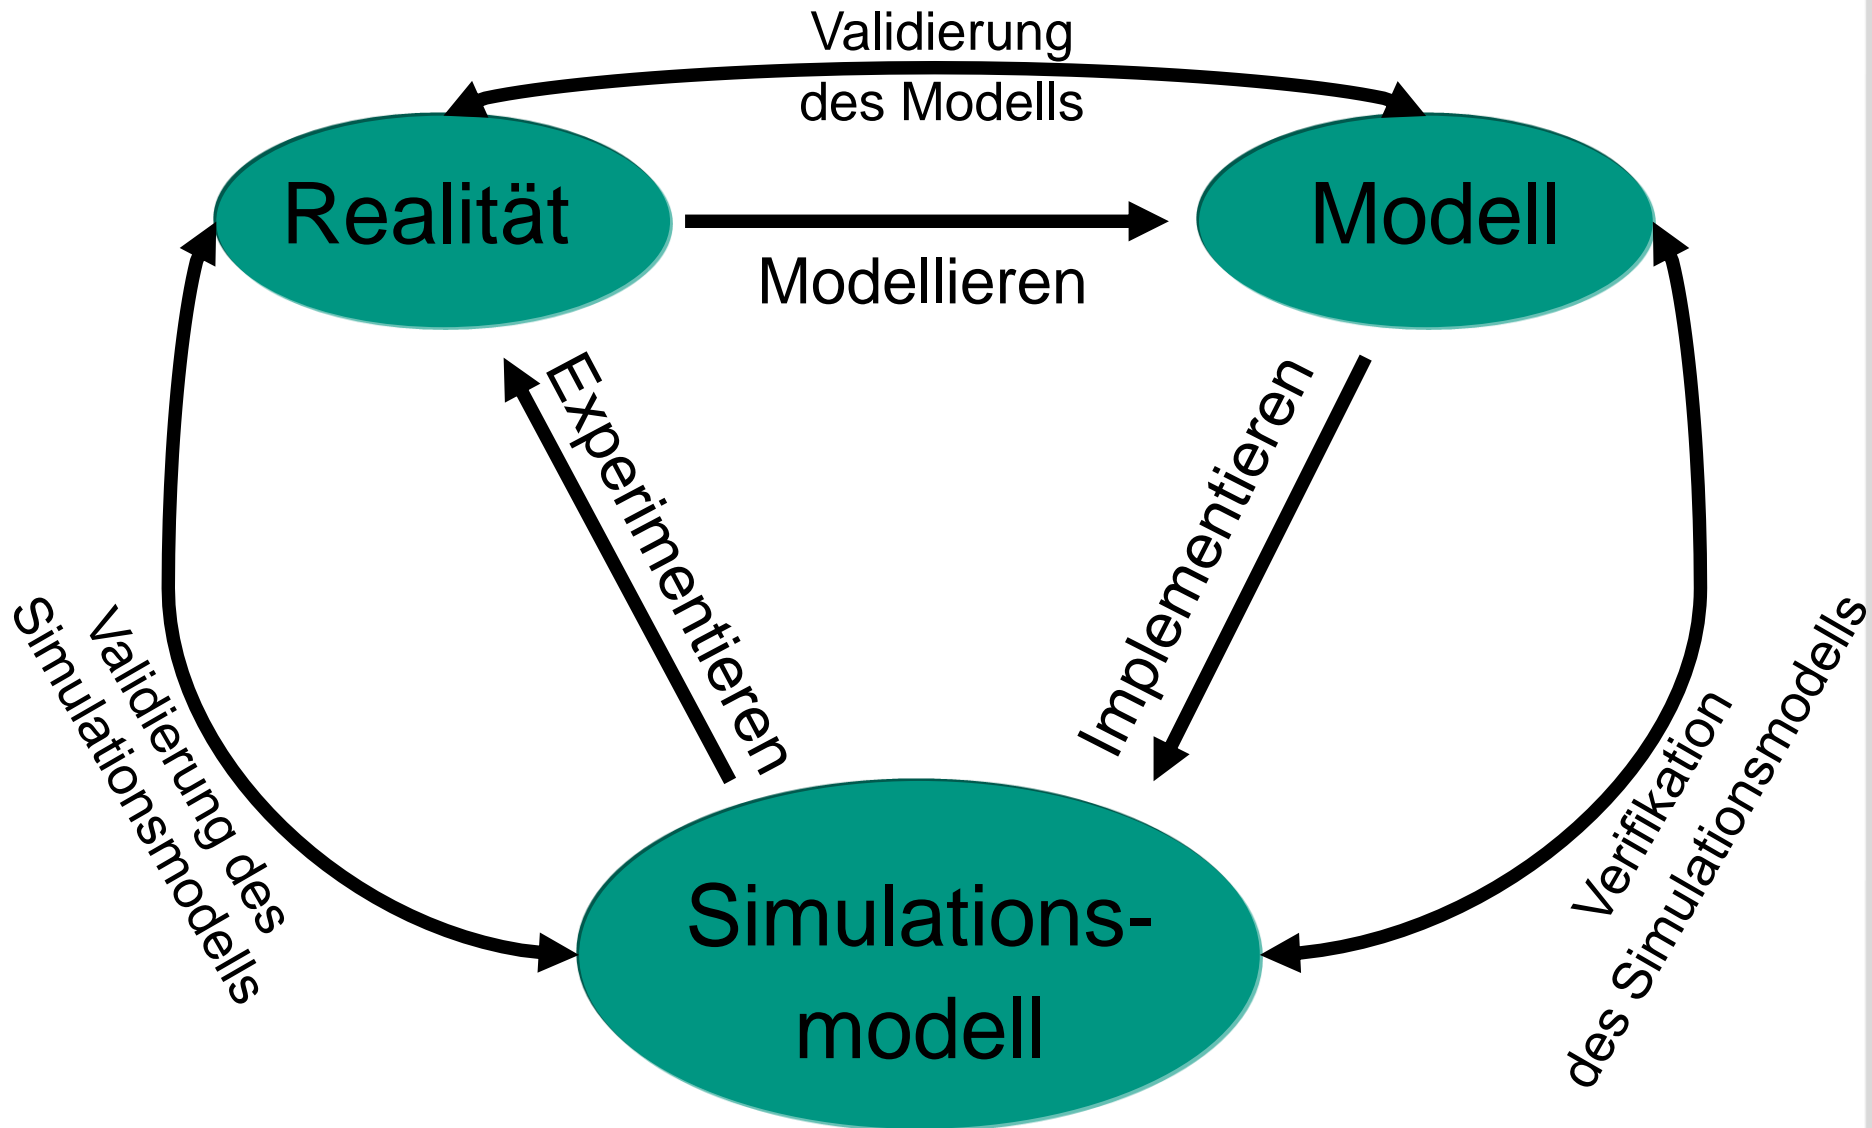 Validierung
des Modells
Realität
Modell
Modellieren
Experimentieren
Implementieren
Validierung des
Simulationsmodells
Verifikation
des Simulationsmodells
Simulations-
modell